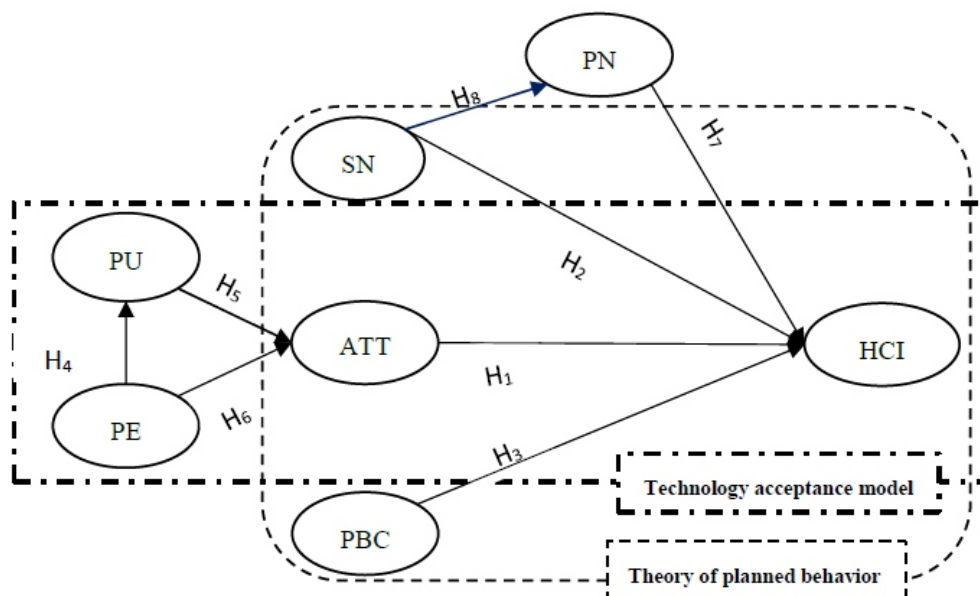 PN
H₈
SN
H₇
PU
H₂
H₅
ATT
HCI
H₄
H₁
PE
H₆
H₃
Technology acceptance model
PBC
Theory of planned behavior